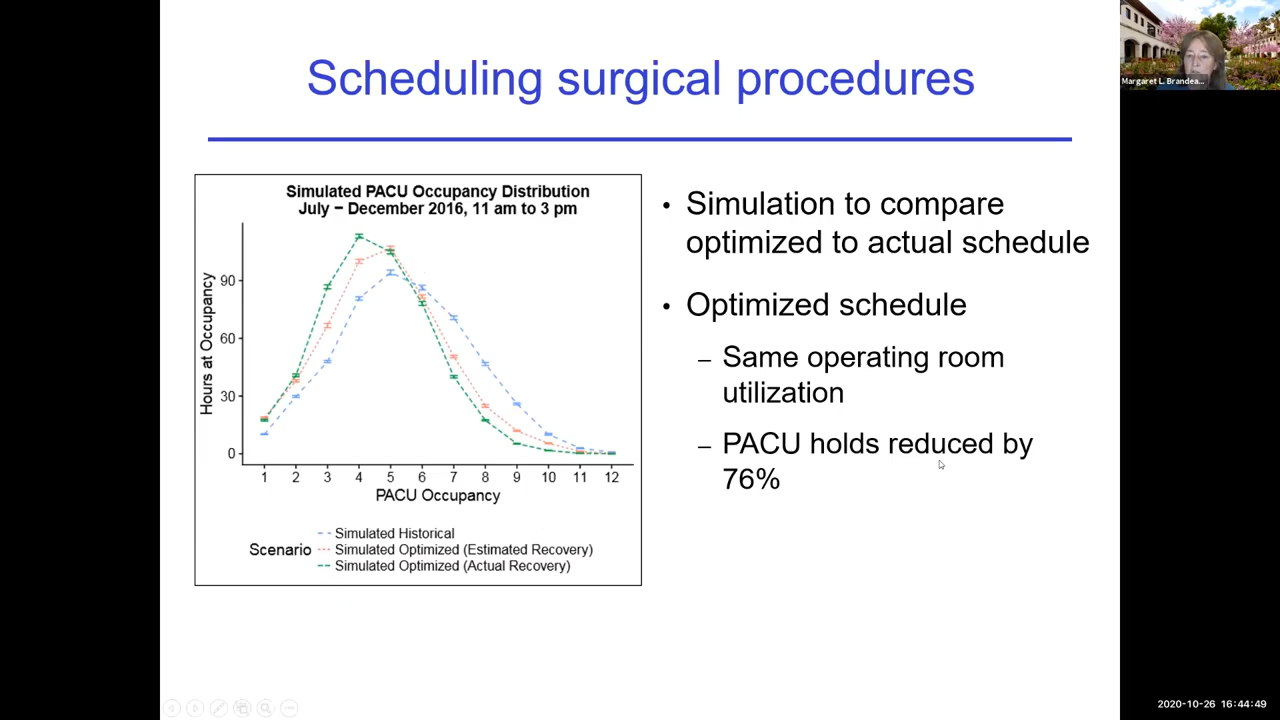 Margaret L. Brandea...
Scheduling surgical procedures
Simulated PACU Occupancy Distribution
July − December 2016, 11 am to 3 pm
Hours at Occupancy
90
60
30
0
1 2 3 4 5 6 7 8 9 10 11 12
PACU Occupancy
Scenario
Simulated Historical
Simulated Optimized (Estimated Recovery)
Simulated Optimized (Actual Recovery)
• Simulation to compare
optimized to actual schedule
• Optimized schedule
– Same operating room
utilization
– PACU holds reduced by
76%
2020-10-26 16:44:49